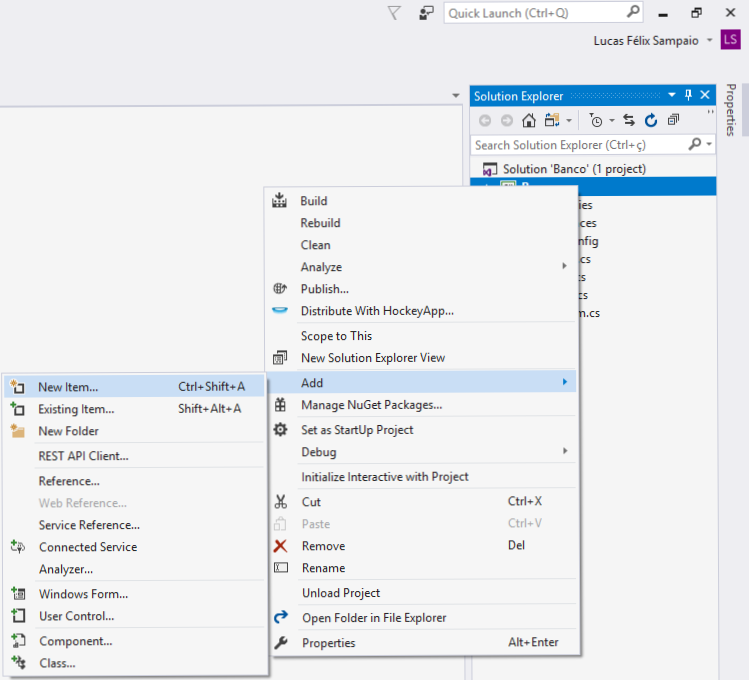 Quick Launch (Ctrl+Q)
Lucas Félix Sampaio
LS
Solution Explorer
Properties
Search Solution Explorer (Ctrl+ç)
Solution 'Banco' (1 project)
Build
Rebuild
Clean
Analyze
Publish...
Distribute With HockeyApp...
Scope to This
New Solution Explorer View
Add
Manage NuGet Packages...
Set as StartUp Project
Debug
Initialize Interactive with Project
Cut Ctrl+X
Paste Ctrl+V
Remove Del
Rename
Unload Project
Open Folder in File Explorer
Properties Alt+Enter
ies
ces
nfig
cs
s
cs
m.cs
New Item... Ctrl+Shift+A
Existing Item... Shift+Alt+A
New Folder
REST API Client...
Reference...
Web Reference...
Service Reference...
Connected Service
Analyzer...
Windows Form...
User Control...
Component...
Class...